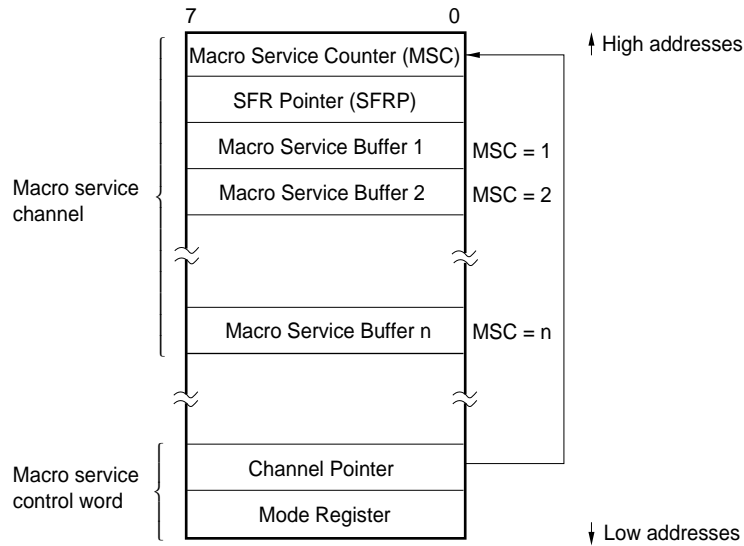 7 0
High addresses
Macro Service Counter (MSC)
SFR Pointer (SFRP)
Macro Service Buffer 1 MSC = 1
Macro service
channel
Macro Service Buffer 2 MSC = 2
Macro Service Buffer n MSC = n
Macro service
control word
Channel Pointer
Mode Register
Low addresses